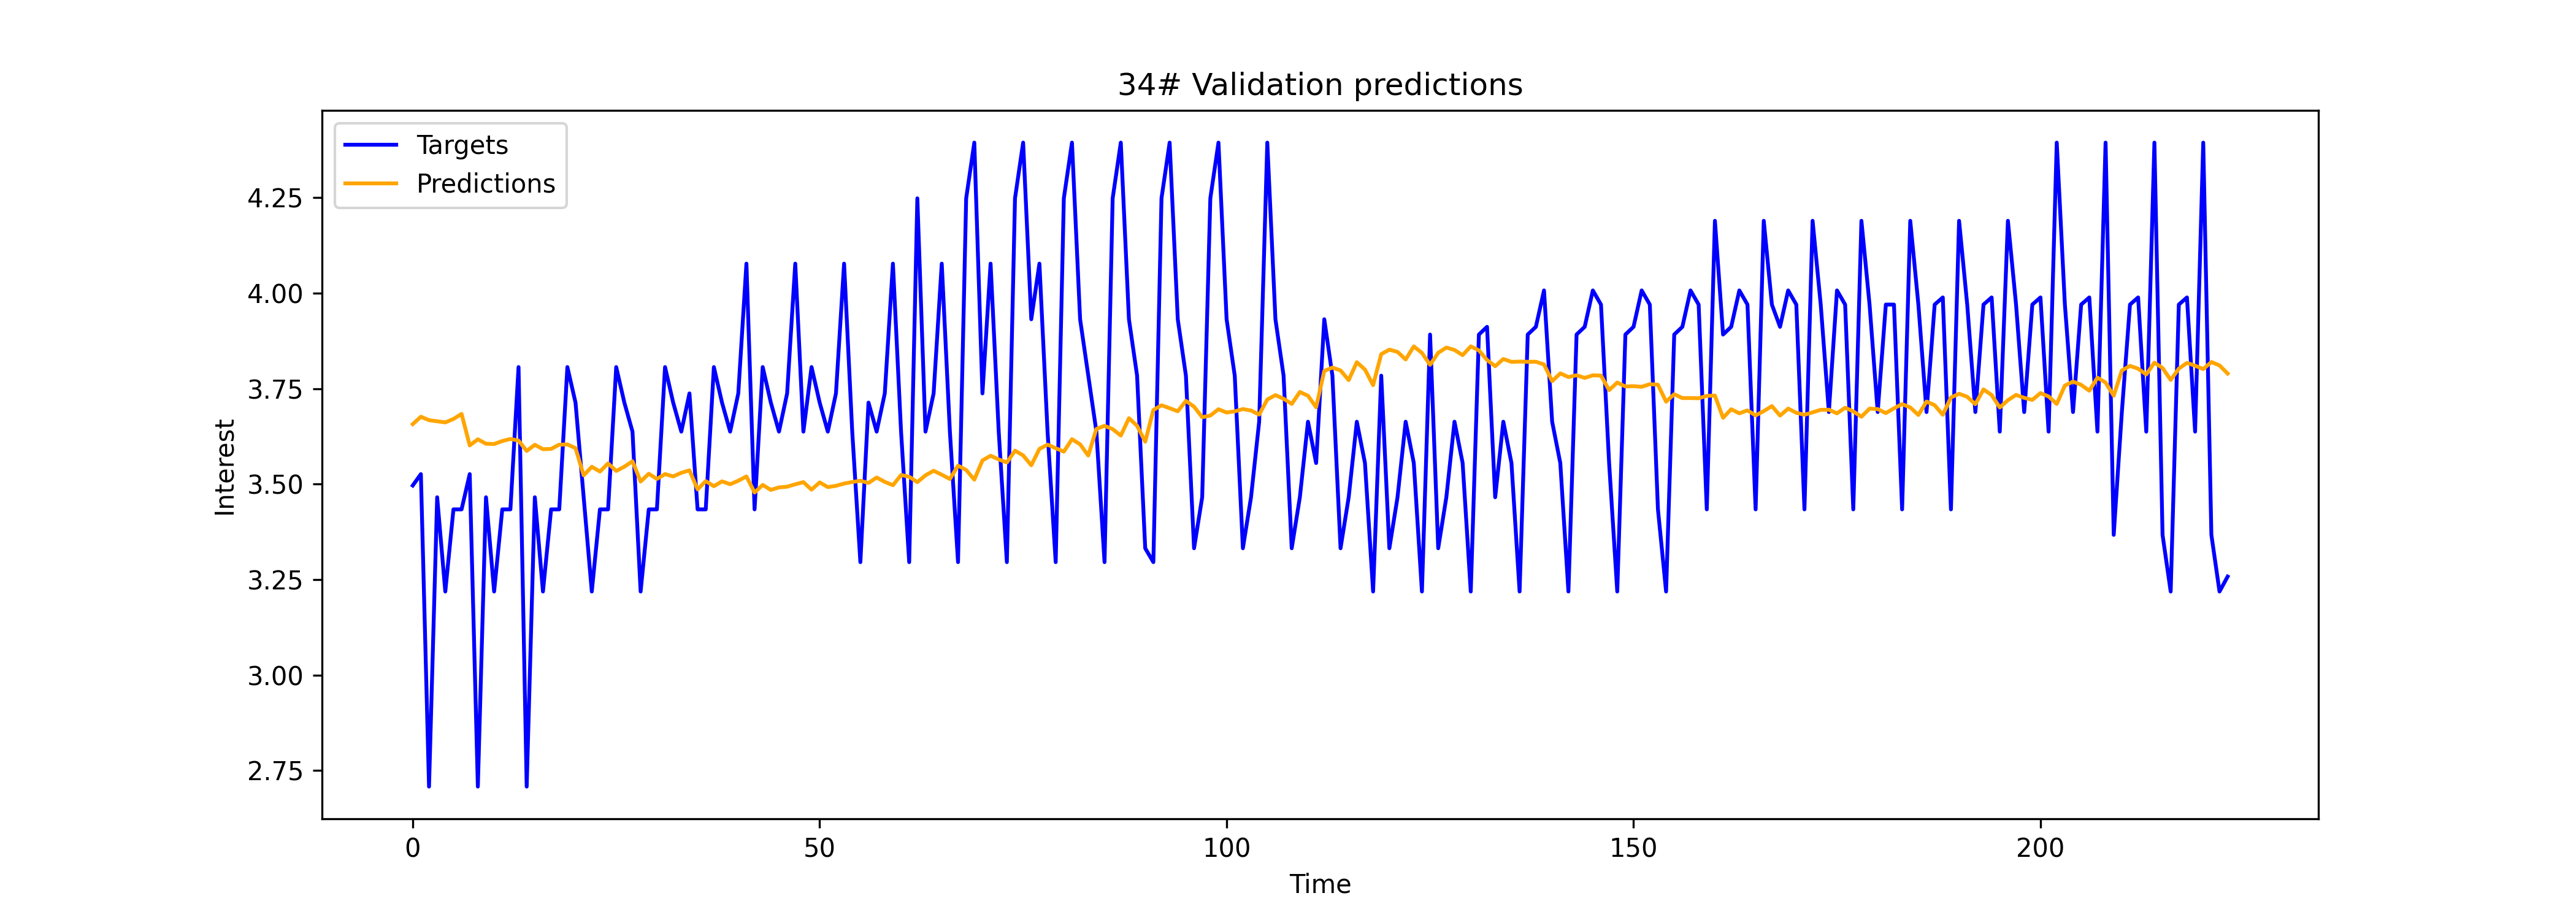 34# Validation predictions
Targets
Predictions
4.25
4.00
3.75
3.50
3.25
3.00
2.75
Interest
0
50
100
150
200
Time